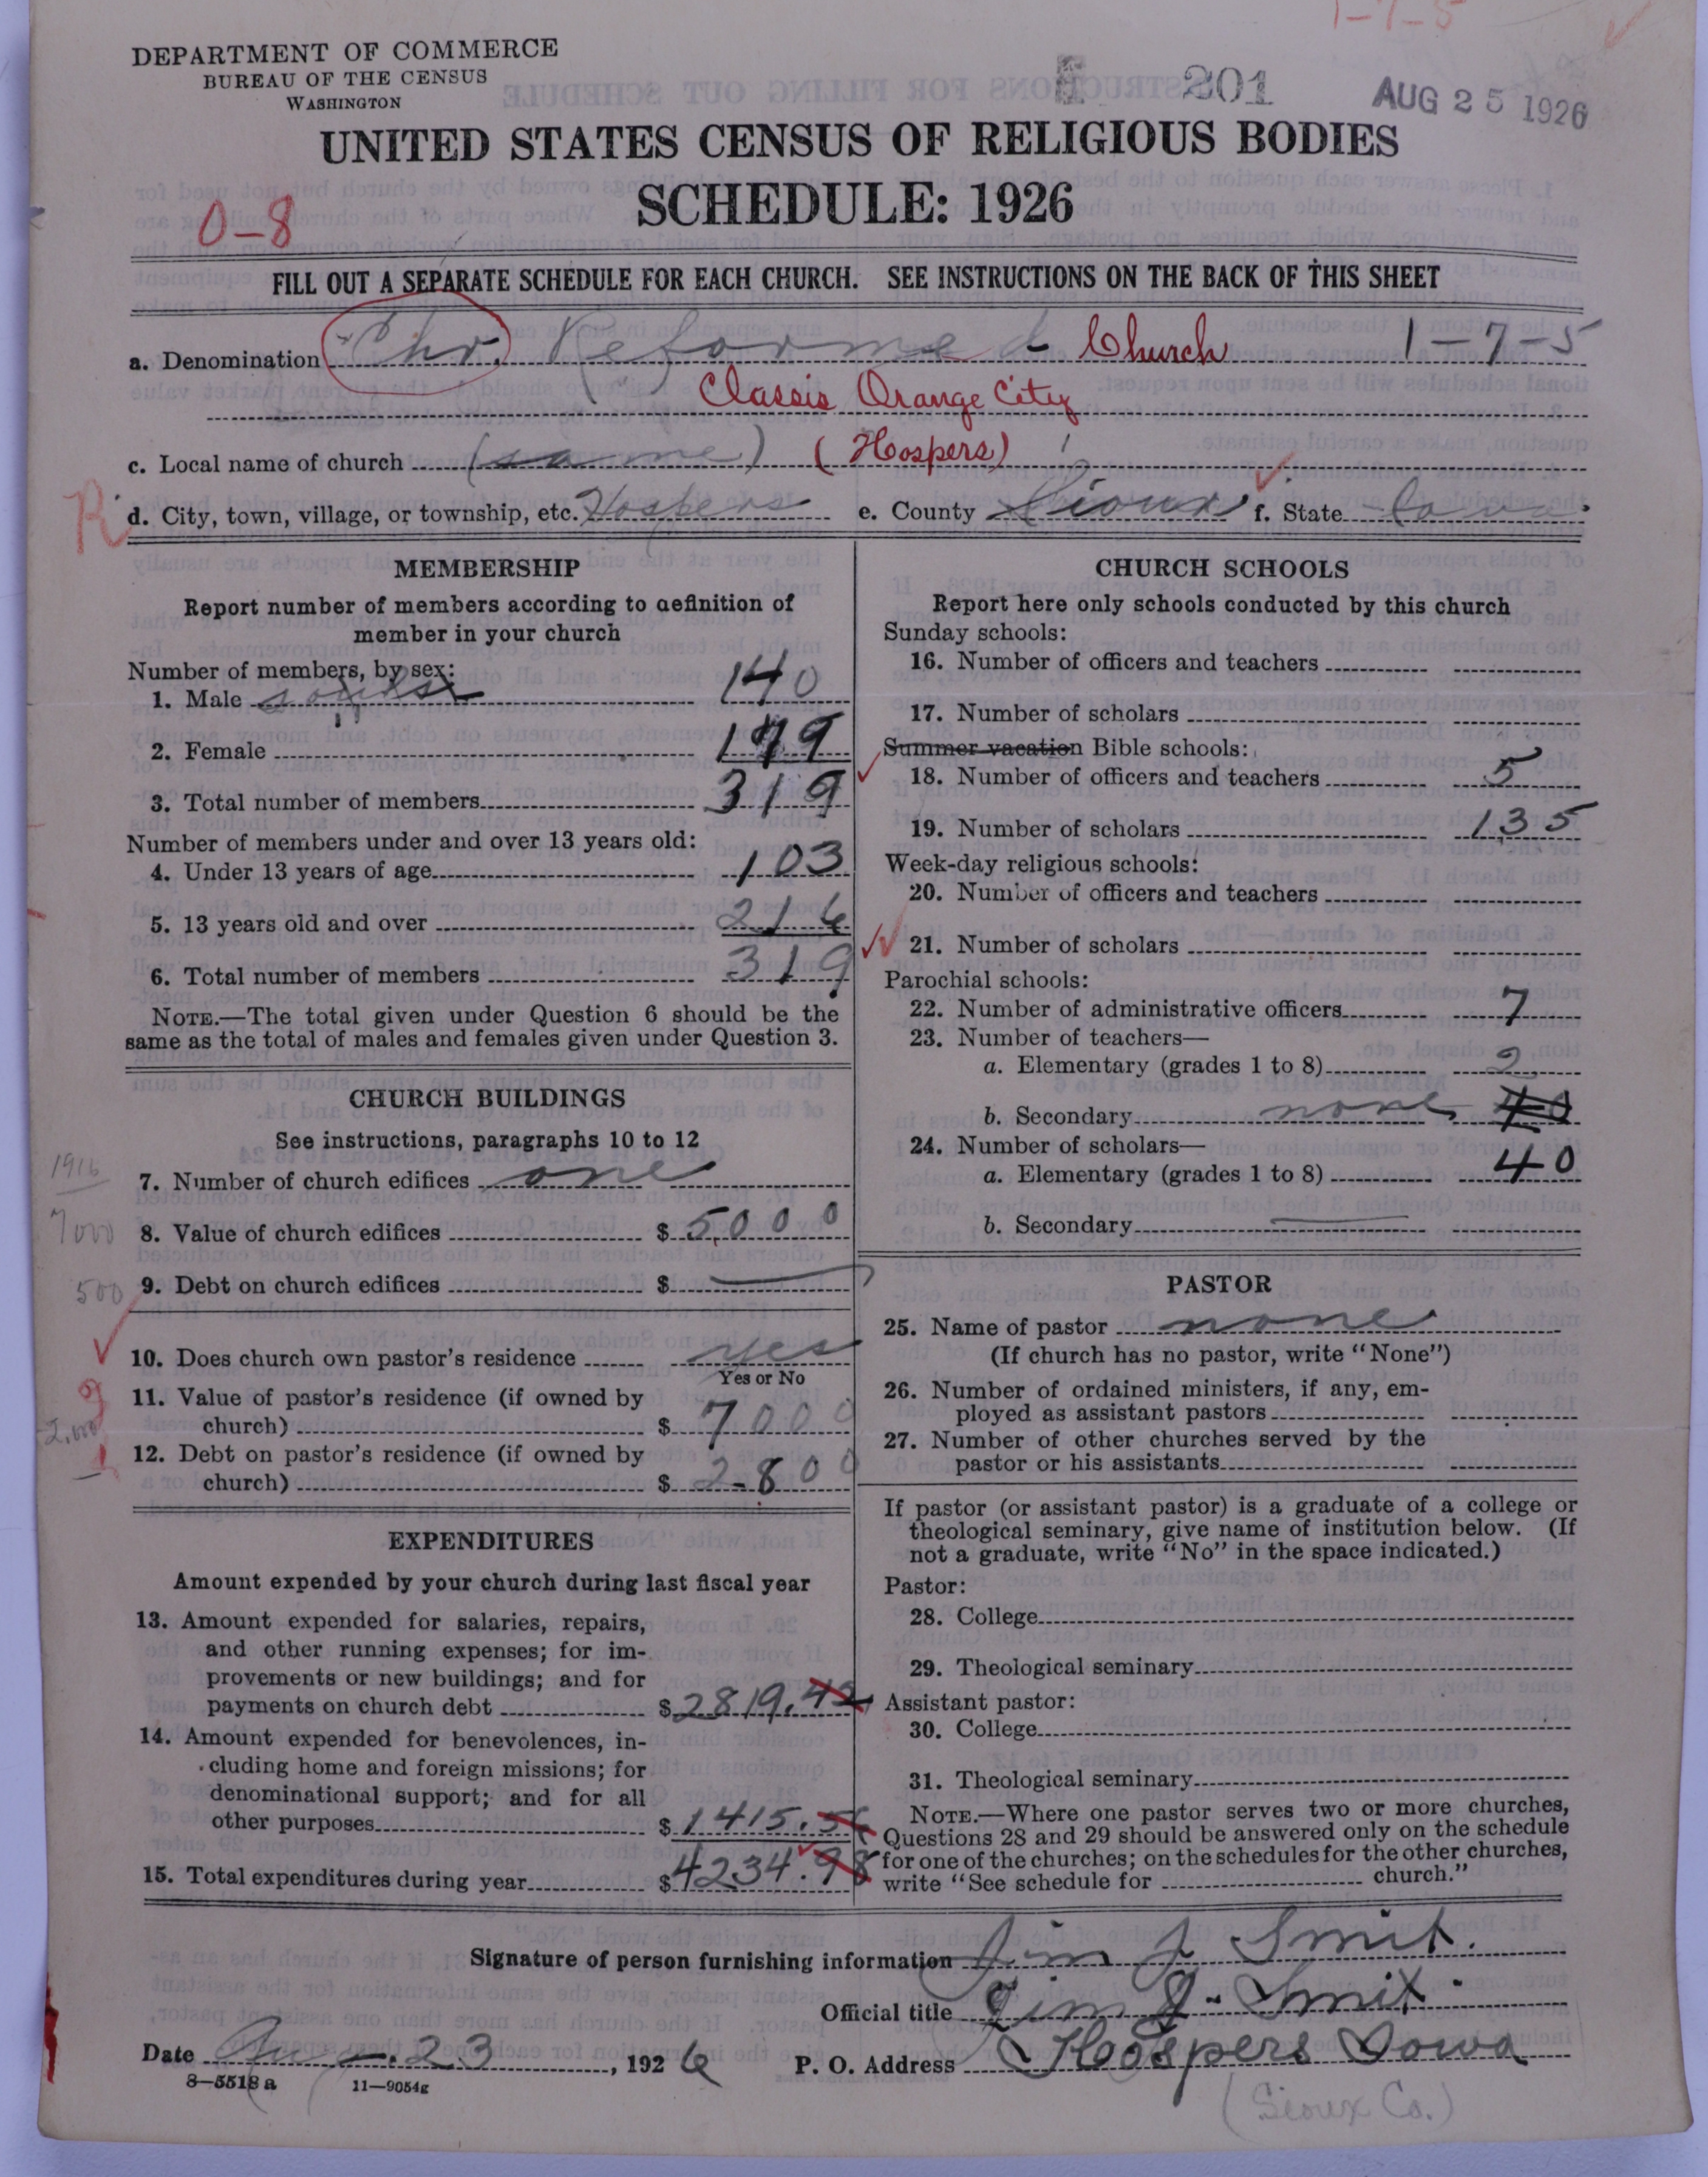 1-7-5
DEPARTMENT OF COMMERCE
BUREAU OF THE CENSUS
WASHINGTON
201
AUG 25 1926
UNITED STATES CENSUS OF RELIGIOUS BODIES
SCHEDULE: 1926
0-8
FILL OUT A SEPARATE SCHEDULE FOR EACH CHURCH. SEE INSTRUCTIONS ON THE BACK OF THIS SHEET
a. Denomination Chr. Reformed Church 1-7-5
Classis Orange City
c. Local name of church (same) (Hospers)
R
d. City, town, village, or township, etc. Hospers e. County Sioux f. State Iowa
MEMBERSHIP
Report number of members according to definition of
member in your church
Number of members, by sex:
1. Male 140
2. Female 179
3. Total number of members 319
Number of members under and over 13 years old:
4. Under 13 years of age 103
5. 13 years old and over 216
6. Total number of members 319
NOTE.—The total given under Question 6 should be the
same as the total of males and females given under Question 3.
CHURCH BUILDINGS
See instructions, paragraphs 10 to 12
1916
7. Number of church edifices one
7000
8. Value of church edifices $ 5000
500
9. Debt on church edifices $
10. Does church own pastor's residence yes
Yes or No
11. Value of pastor's residence (if owned by
church) $ 7000
2,000
12. Debt on pastor's residence (if owned by
church) $ 2800
EXPENDITURES
Amount expended by your church during last fiscal year
13. Amount expended for salaries, repairs,
and other running expenses; for im-
provements or new buildings; and for
payments on church debt $ 2819.42
14. Amount expended for benevolences, in-
cluding home and foreign missions; for
denominational support; and for all
other purposes $ 1415.56
15. Total expenditures during year $ 4234.98
CHURCH SCHOOLS
Report here only schools conducted by this church
Sunday schools:
16. Number of officers and teachers
17. Number of scholars
Summer vacation Bible schools:
18. Number of officers and teachers 5
19. Number of scholars 135
Week-day religious schools:
20. Number of officers and teachers
21. Number of scholars
Parochial schools:
22. Number of administrative officers 7
23. Number of teachers—
a. Elementary (grades 1 to 8) 2
b. Secondary none
24. Number of scholars—
a. Elementary (grades 1 to 8) 40
b. Secondary
PASTOR
25. Name of pastor none
(If church has no pastor, write "None")
26. Number of ordained ministers, if any, em-
ployed as assistant pastors
27. Number of other churches served by the
pastor or his assistants
If pastor (or assistant pastor) is a graduate of a college or
theological seminary, give name of institution below. (If
not a graduate, write "No" in the space indicated.)
Pastor:
28. College
29. Theological seminary
Assistant pastor:
30. College
31. Theological seminary
NOTE.—Where one pastor serves two or more churches,
Questions 28 and 29 should be answered only on the schedule
for one of the churches; on the schedules for the other churches,
write "See schedule for church."
Signature of person furnishing information Jim J Smit.
Official title Jim J. Smit.
Date 23, 1926 P. O. Address Hospers Iowa
8—5518 a 11—9054g
(Sioux Co.)